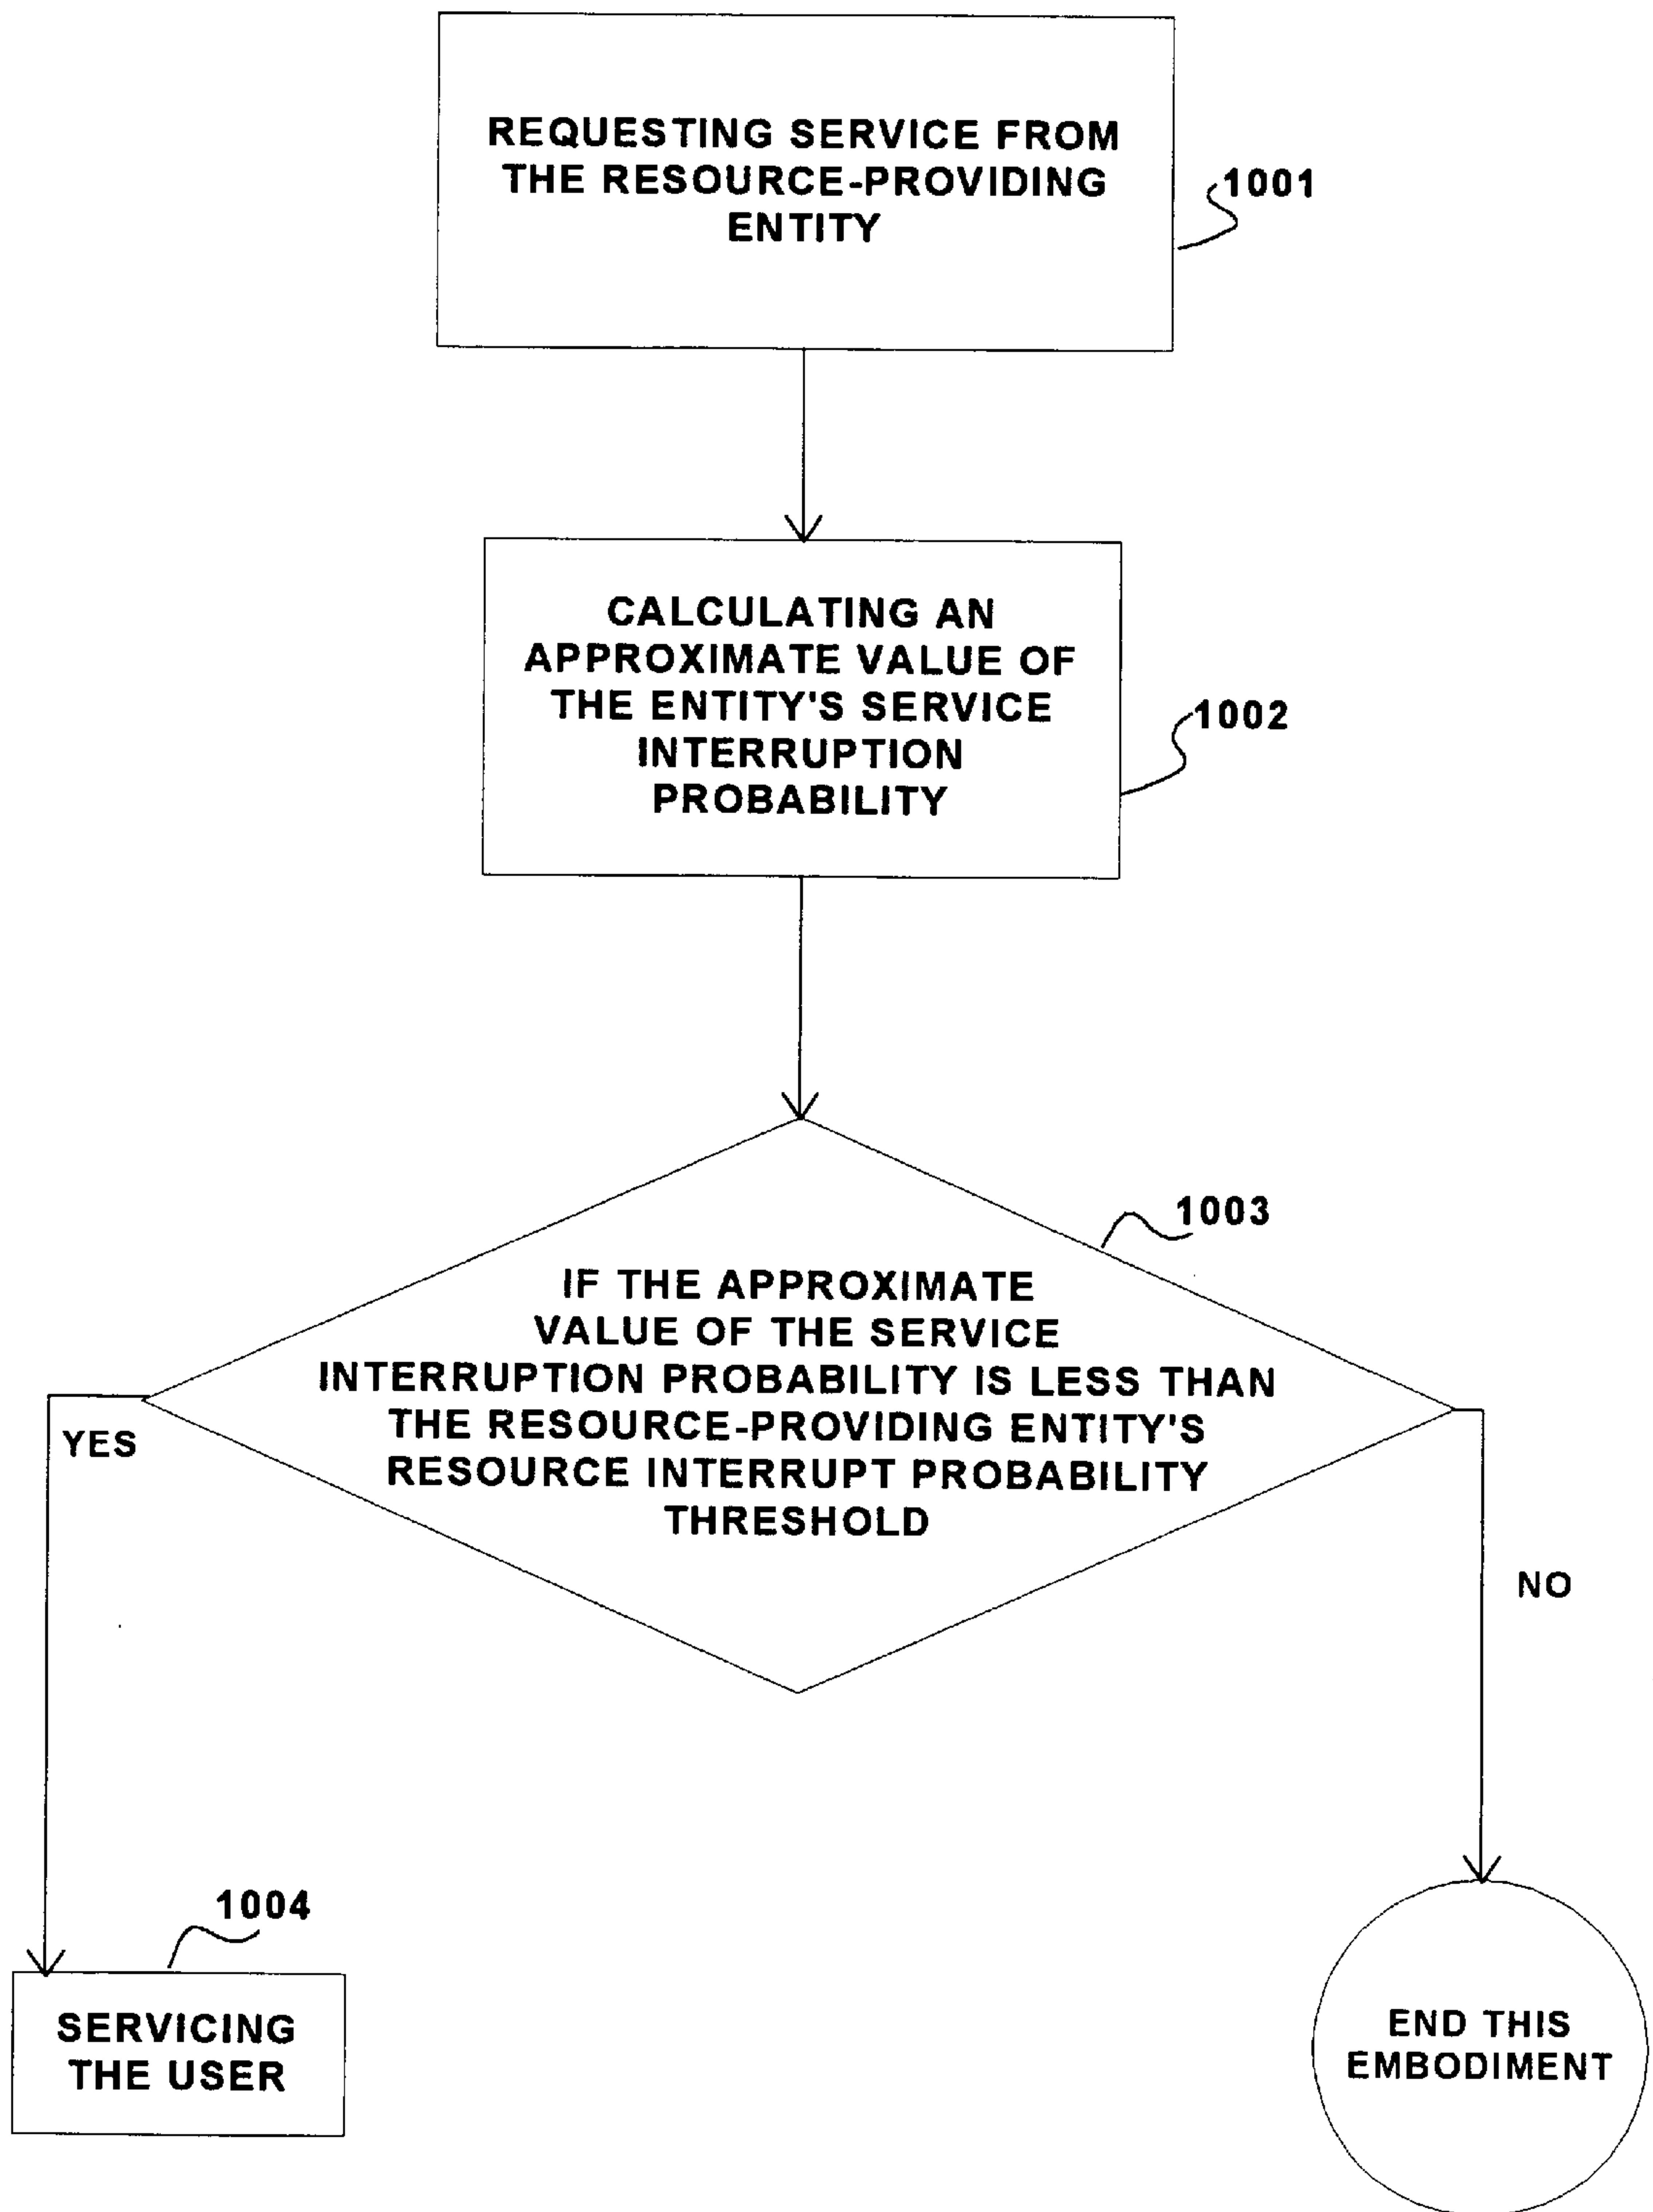 REQUESTING SERVICE FROM
THE RESOURCE-PROVIDING
ENTITY
1001
CALCULATING AN
APPROXIMATE VALUE OF
THE ENTITY'S SERVICE
INTERRUPTION
PROBABILITY
1002
1003
IF THE APPROXIMATE
VALUE OF THE SERVICE
INTERRUPTION PROBABILITY IS LESS THAN
THE RESOURCE-PROVIDING ENTITY'S
RESOURCE INTERRUPT PROBABILITY
THRESHOLD
YES
NO
1004
SERVICING
THE USER
END THIS
EMBODIMENT